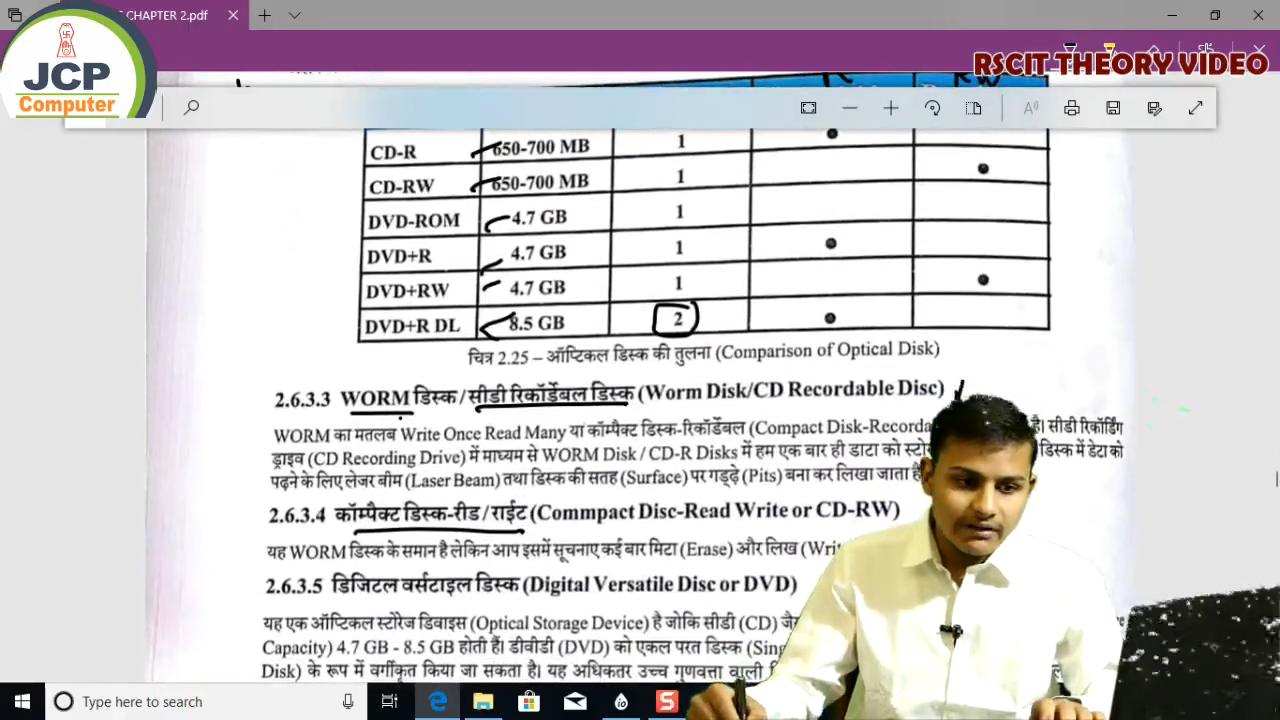 CHAPTER 2.pdf
JCP
Computer
RSCIT THEORY VIDEO
CD-R 650-700 MB 1
CD-RW 650-700 MB 1
DVD-ROM 4.7 GB 1
DVD+R 4.7 GB 1
DVD+RW 4.7 GB 1
DVD+R DL 8.5 GB 2
चित्र 2.25 – ऑप्टिकल डिस्क की तुलना (Comparison of Optical Disk)
2.6.3.3 WORM डिस्क / सीडी रिकॉर्डेबल डिस्क (Worm Disk/CD Recordable Disc)
WORM का मतलब Write Once Read Many या कॉम्पैक्ट डिस्क-रिकॉर्डेबल (Compact Disk-Recorda है। सीडी रिकॉर्डिंग
ड्राइव (CD Recording Drive) में माध्यम से WORM Disk / CD-R Disks में हम एक बार ही डाटा को स्टो डिस्क में डेटा को
पढ़ने के लिए लेजर बीम (Laser Beam) तथा डिस्क की सतह (Surface) पर गड्ढ़े (Pits) बना कर लिखा जाता है
2.6.3.4 कॉम्पैक्ट डिस्क-रीड / राईट (Commpact Disc-Read Write or CD-RW)
यह WORM डिस्क के समान है लेकिन आप इसमें सूचनाए कई बार मिटा (Erase) और लिख (Wri
2.6.3.5 डिजिटल वर्सटाइल डिस्क (Digital Versatile Disc or DVD)
यह एक ऑप्टिकल स्टोरेज डिवाइस (Optical Storage Device) है जोकि सीडी (CD)
Capacity) 4.7 GB - 8.5 GB होती हैं। डीवीडी (DVD) को एकल परत डिस्क (Sing
Disk) के रूप में वर्गीकृत किया जा सकता है। यह अधिकतर उच्च गुणवत्ता वाली
Type here to search